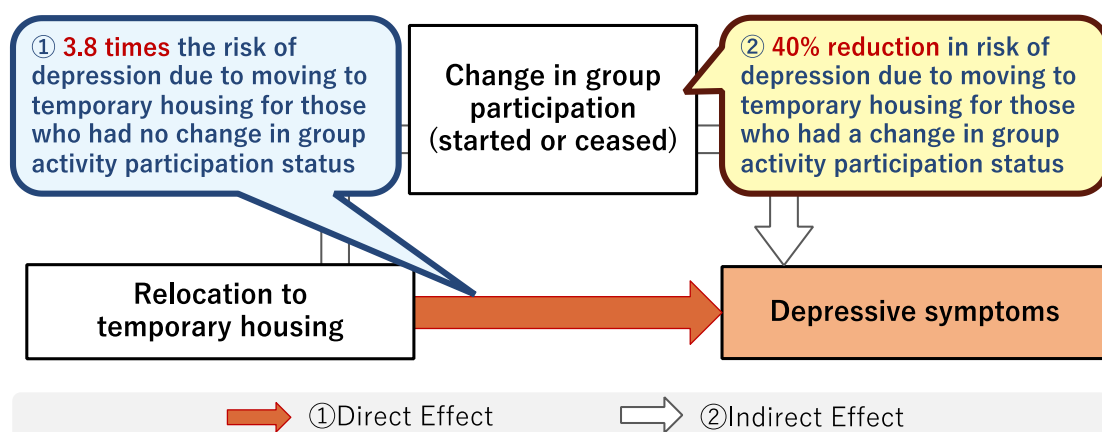 ① 3.8 times the risk of
depression due to moving to
temporary housing for those
who had no change in group
activity participation status
Change in group
participation
(started or ceased)
② 40% reduction in risk of
depression due to moving to
temporary housing for those
who had a change in group
activity participation status
Relocation to
temporary housing
Depressive symptoms
①Direct Effect
②Indirect Effect